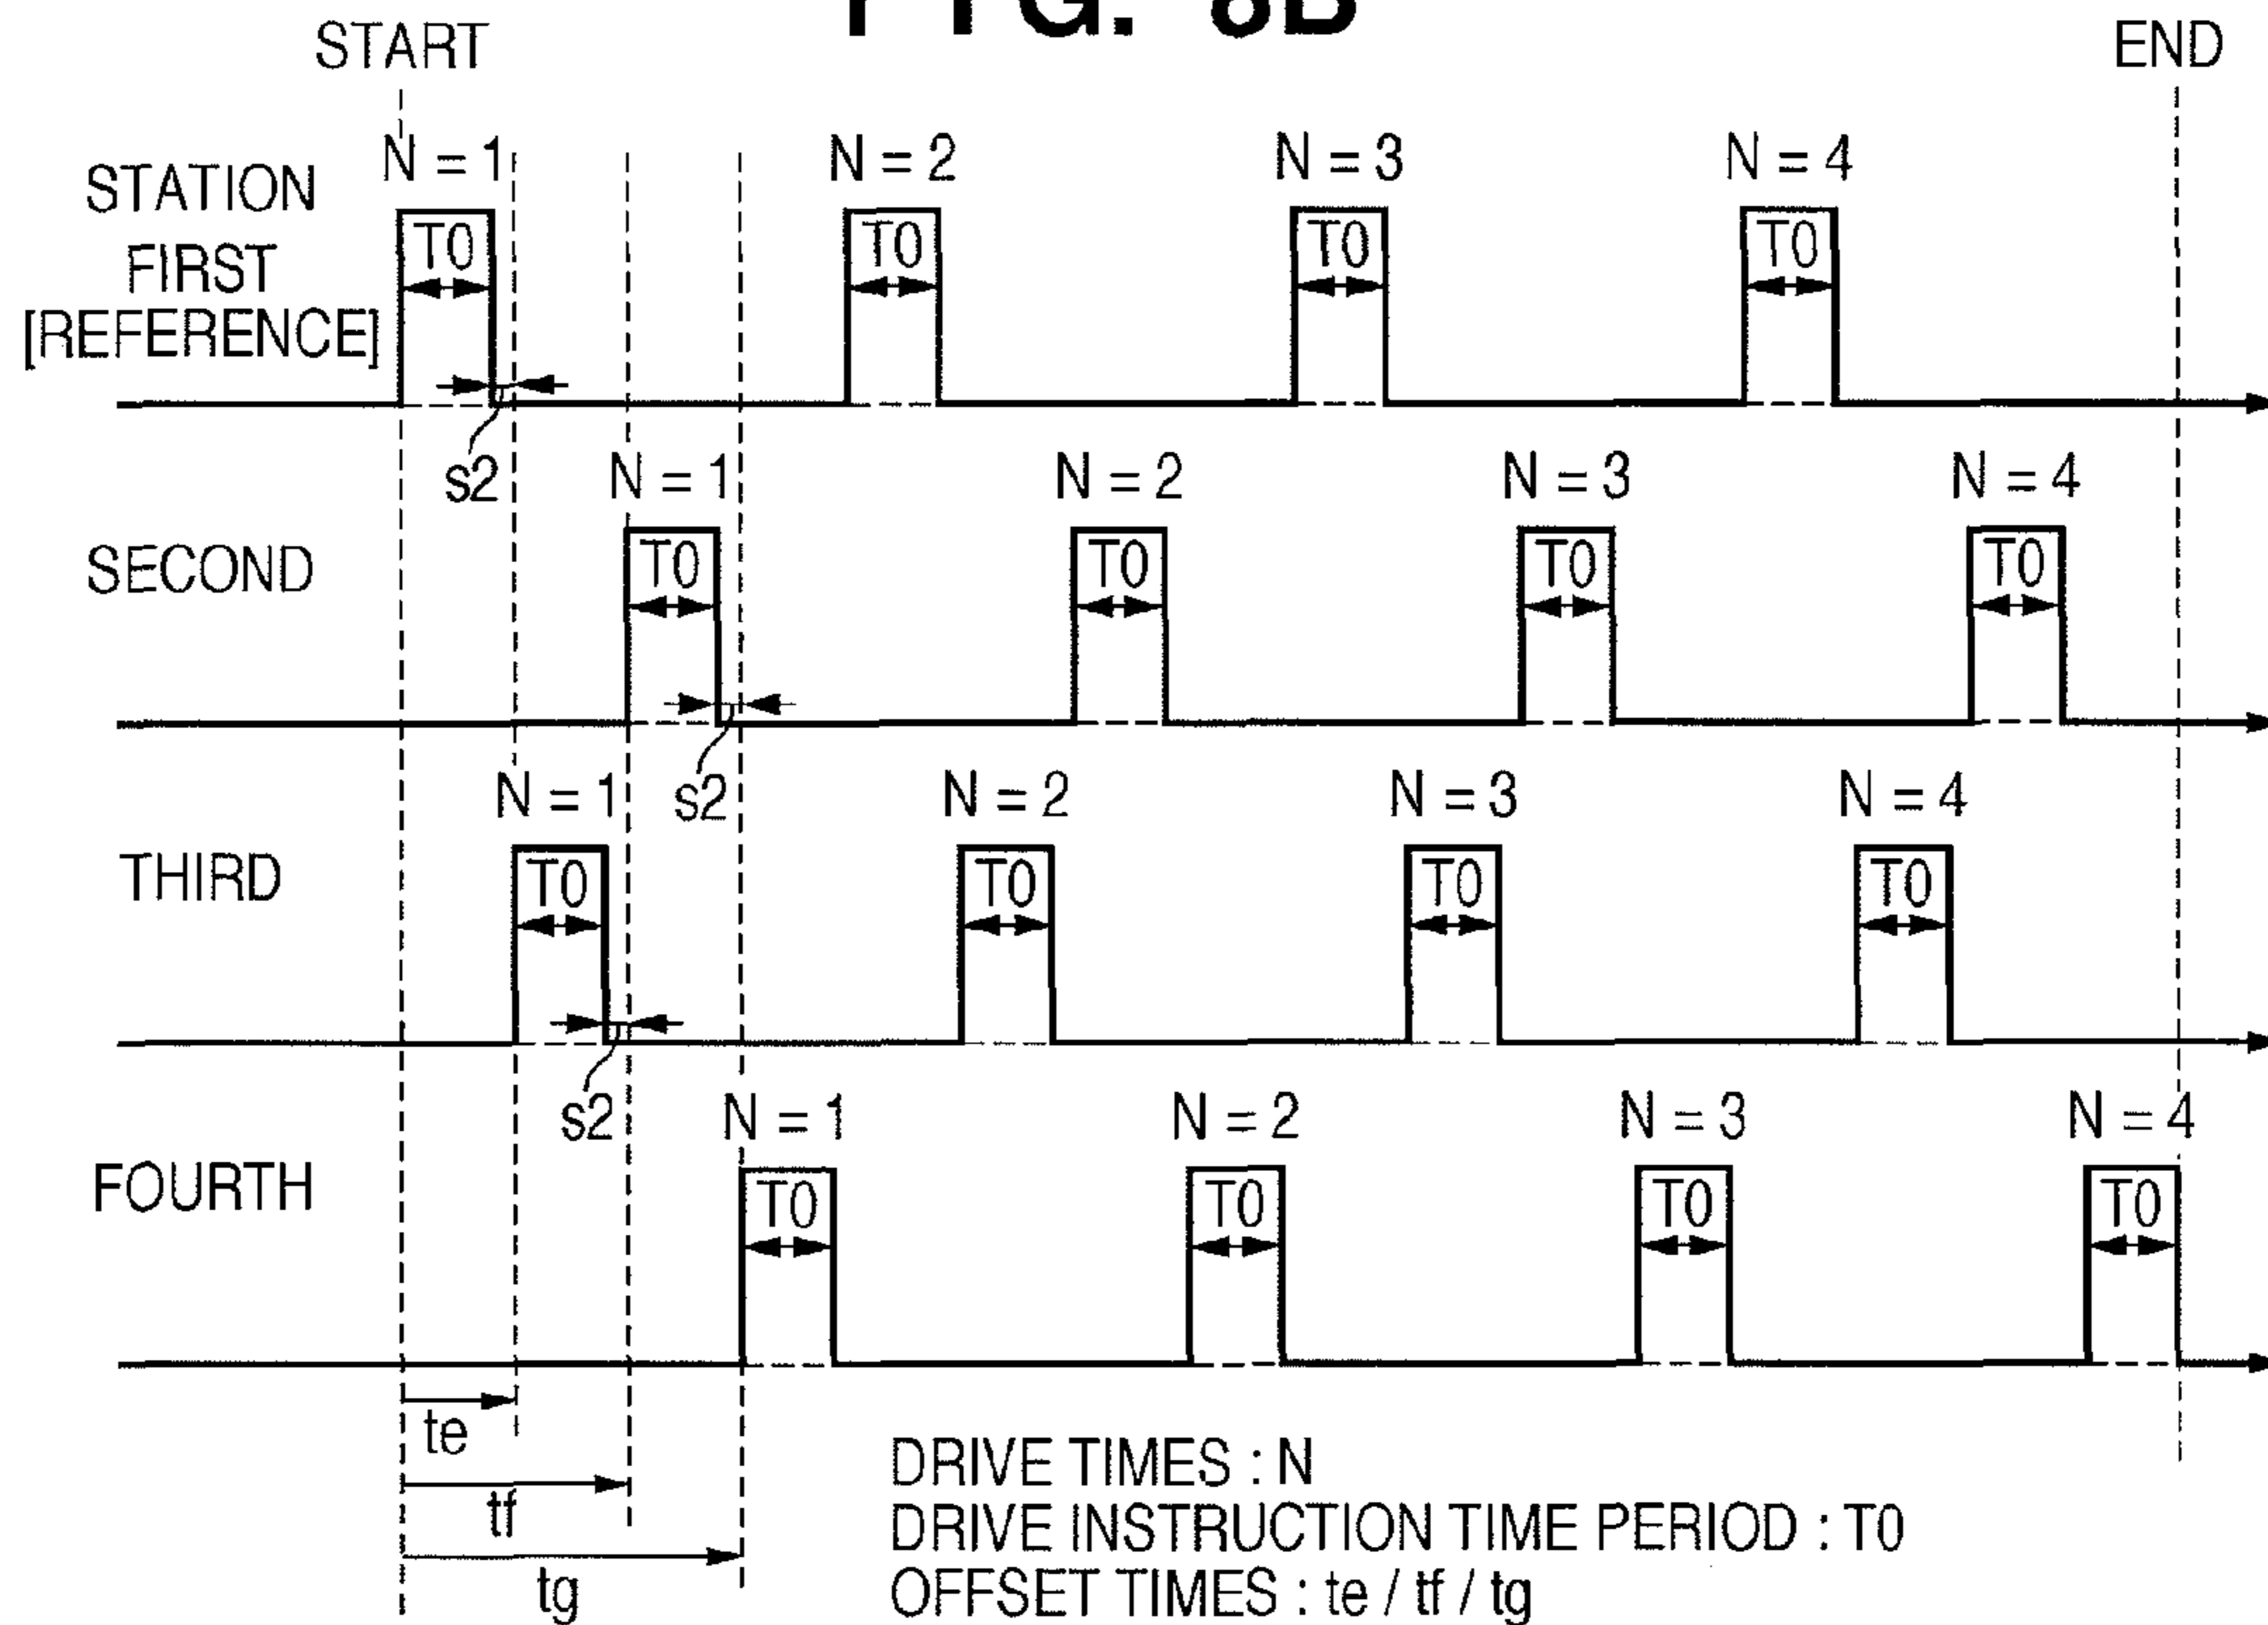 FIG. 8B
START
END
STATION
FIRST
[REFERENCE]
N = 1
N = 2
N = 3
N = 4
T0
T0
T0
T0
s2
SECOND
N = 1
N = 2
N = 3
N = 4
T0
T0
T0
T0
s2
THIRD
N = 1
N = 2
N = 3
N = 4
T0
T0
T0
T0
s2
FOURTH
N = 1
N = 2
N = 3
N = 4
T0
T0
T0
T0
te
tf
tg
DRIVE TIMES : N
DRIVE INSTRUCTION TIME PERIOD : T0
OFFSET TIMES : te / tf / tg